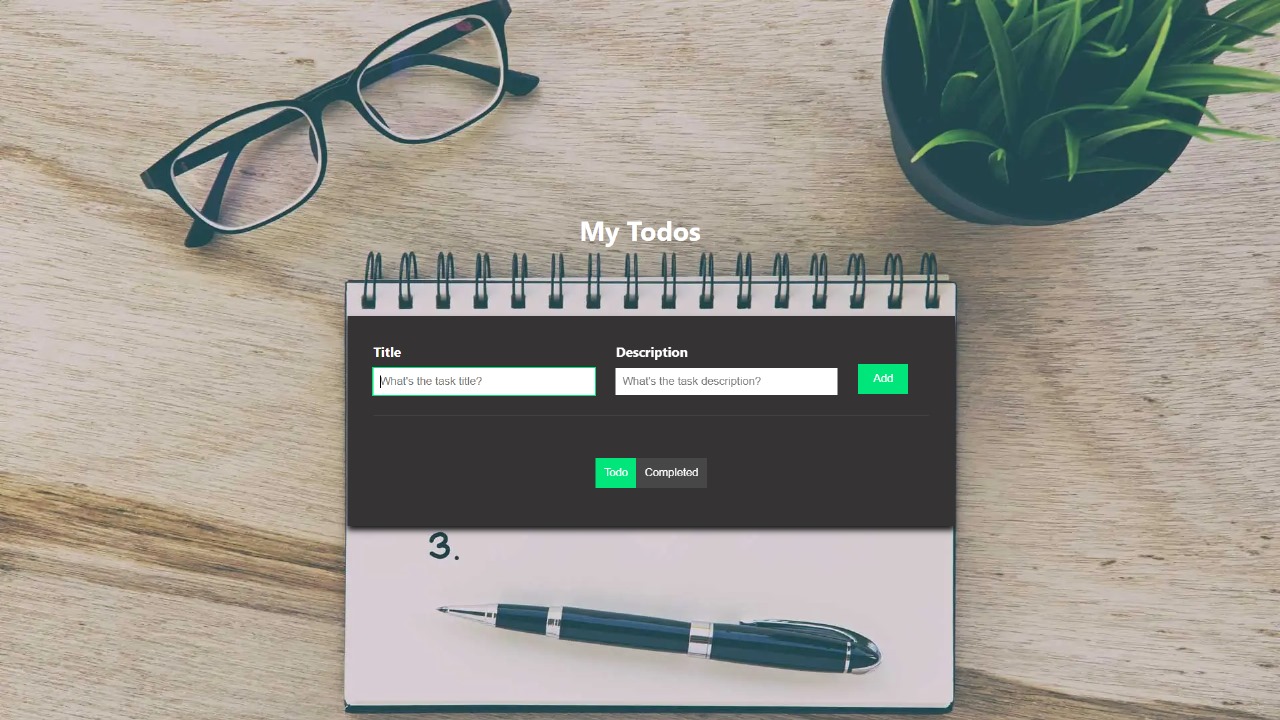 My Todos
Title Description
What's the task title? What's the task description? Add
Todo Completed
3.